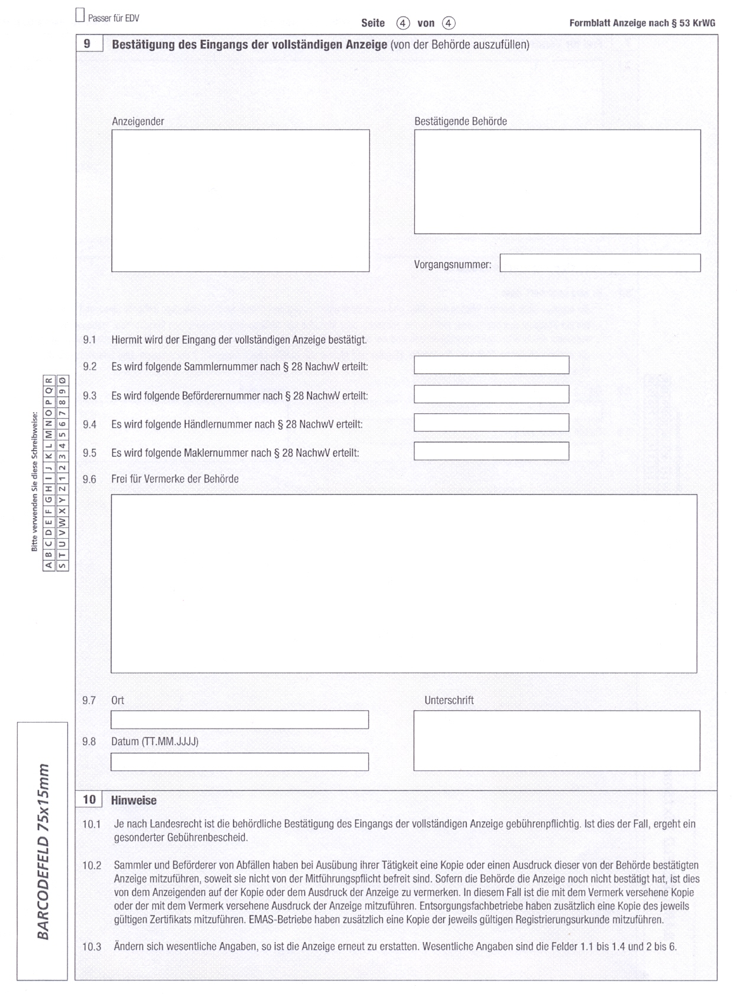 Passer für EDV
Seite 4 von 4
Formblatt Anzeige nach § 53 KrWG
9 Bestätigung des Eingangs der vollständigen Anzeige (von der Behörde auszufüllen)
Anzeigender
Bestätigende Behörde
Vorgangsnummer:
9.1 Hiermit wird der Eingang der vollständigen Anzeige bestätigt.
9.2 Es wird folgende Sammlernummer nach § 28 NachwV erteilt:
9.3 Es wird folgende Beförderernummer nach § 28 NachwV erteilt:
9.4 Es wird folgende Händlernummer nach § 28 NachwV erteilt:
9.5 Es wird folgende Maklernummer nach § 28 NachwV erteilt:
9.6 Frei für Vermerke der Behörde
9.7 Ort
Unterschrift
9.8 Datum (TT.MM.JJJJ)
10 Hinweise
10.1 Je nach Landesrecht ist die behördliche Bestätigung des Eingangs der vollständigen Anzeige gebührenpflichtig. Ist dies der Fall, ergeht ein
gesonderter Gebührenbescheid.
10.2 Sammler und Beförderer von Abfällen haben bei Ausübung ihrer Tätigkeit eine Kopie oder einen Ausdruck dieser von der Behörde bestätigten
Anzeige mitzuführen, soweit sie nicht von der Mitführungspflicht befreit sind. Sofern die Behörde die Anzeige noch nicht bestätigt hat, ist dies
von dem Anzeigenden auf der Kopie oder dem Ausdruck der Anzeige zu vermerken. In diesem Fall ist die mit dem Vermerk versehene Kopie
oder der mit dem Vermerk versehene Ausdruck der Anzeige mitzuführen. Entsorgungsfachbetriebe haben zusätzlich eine Kopie des jeweils
gültigen Zertifikats mitzuführen. EMAS-Betriebe haben zusätzlich eine Kopie der jeweils gültigen Registrierungsurkunde mitzuführen.
10.3 Ändern sich wesentliche Angaben, so ist die Anzeige erneut zu erstatten. Wesentliche Angaben sind die Felder 1.1 bis 1.4 und 2 bis 6.
Bitte verwenden Sie diese Schreibweise:
A B C D E F G H I J K L M N O P Q R
S T U V W X Y Z 1 2 3 4 5 6 7 8 9 Ø
BARCODEFELD 75x15mm